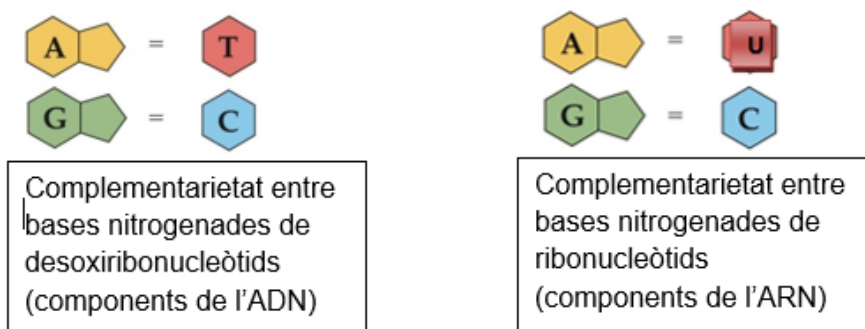 A = T
G = C
Complementarietat entre
bases nitrogenades de
desoxiribonucleòtids
(components de l'ADN)
A = U
G = C
Complementarietat entre
bases nitrogenades de
ribonucleòtids
(components de l'ARN)